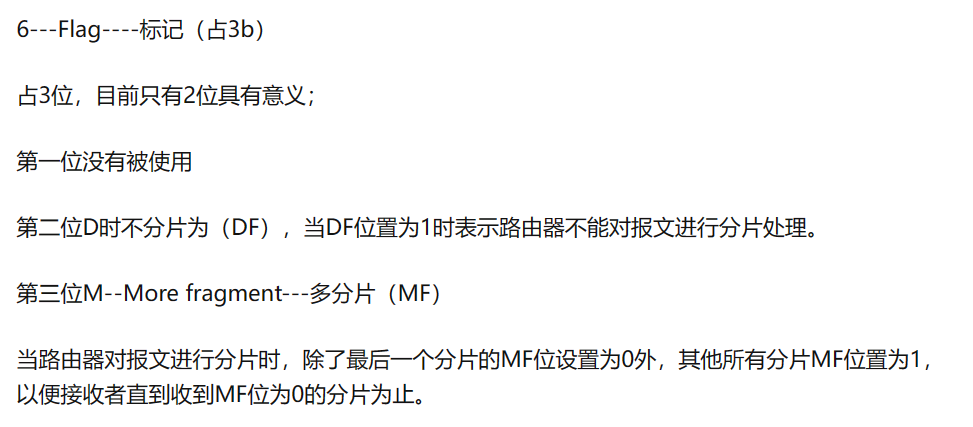 6---Flag----标记（占3b）
占3位，目前只有2位具有意义；
第一位没有被使用
第二位D时不分片为（DF），当DF位置为1时表示路由器不能对报文进行分片处理。
第三位M--More fragment---多分片（MF）
当路由器对报文进行分片时，除了最后一个分片的MF位设置为0外，其他所有分片MF位置为1，
以便接收者直到收到MF位为0的分片为止。